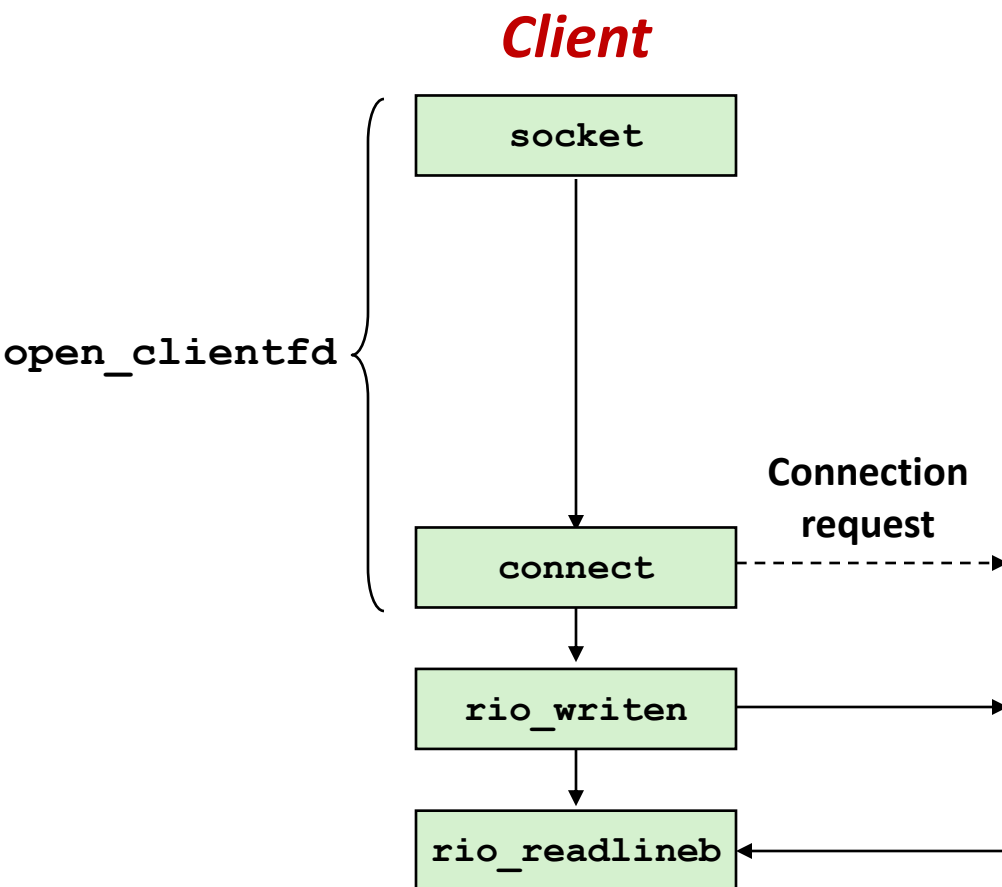 Client
socket
open_clientfd
Connection
request
connect
rio_writen
rio_readlineb